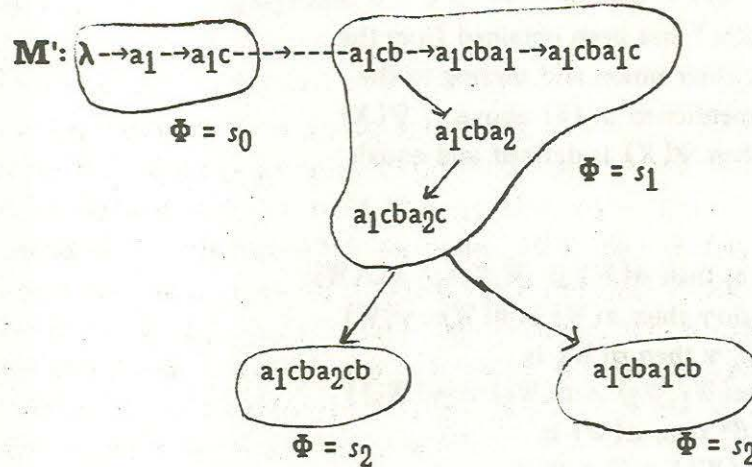 M': λ→a₁→a₁c→→a₁cb→a₁cba₁→a₁cba₁c
a₁cba₂
Φ = s₀
Φ = s₁
a₁cba₂c
a₁cba₂cb
a₁cba₁cb
Φ = s₂
Φ = s₂